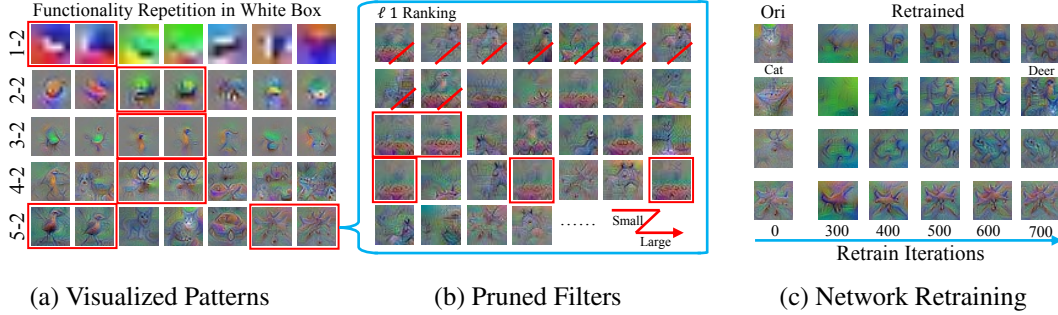 Functionality Repetition in White Box
1-2
2-2
3-2
4-2
5-2
(a) Visualized Patterns
ℓ 1 Ranking
...... Small
Large
(b) Pruned Filters
Ori Retrained
Cat Deer
0 300 400 500 600 700
Retrain Iterations
(c) Network Retraining